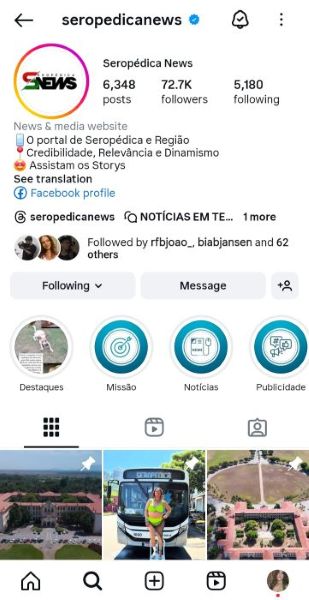 seropedicanews
SEROPÉDICA
NEWS
Seropédica News
6,348 72.7K 5,180
posts followers following
News & media website
O portal de Seropédica e Região
Credibilidade, Relevância e Dinamismo
Assistam os Storys
See translation
Facebook profile
seropedicanews NOTÍCIAS EM TE... 1 more
Followed by rfbjoao_, biabjansen and 62
others
Following Message
Destaques Missão Notícias Publicidade
SEROPÉDICA